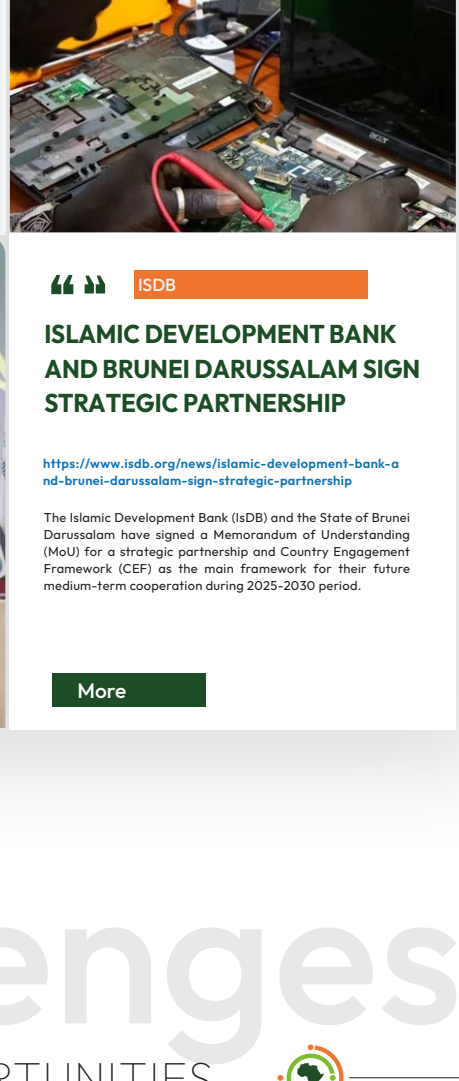 acer
❝ ❞
ISDB
ISLAMIC DEVELOPMENT BANK
AND BRUNEI DARUSSALAM SIGN
STRATEGIC PARTNERSHIP
https://www.isdb.org/news/islamic-development-bank-a
nd-brunei-darussalam-sign-strategic-partnership
The Islamic Development Bank (IsDB) and the State of Brunei
Darussalam have signed a Memorandum of Understanding
(MoU) for a strategic partnership and Country Engagement
Framework (CEF) as the main framework for their future
medium-term cooperation during 2025-2030 period.
More
enges
RTUNITIES